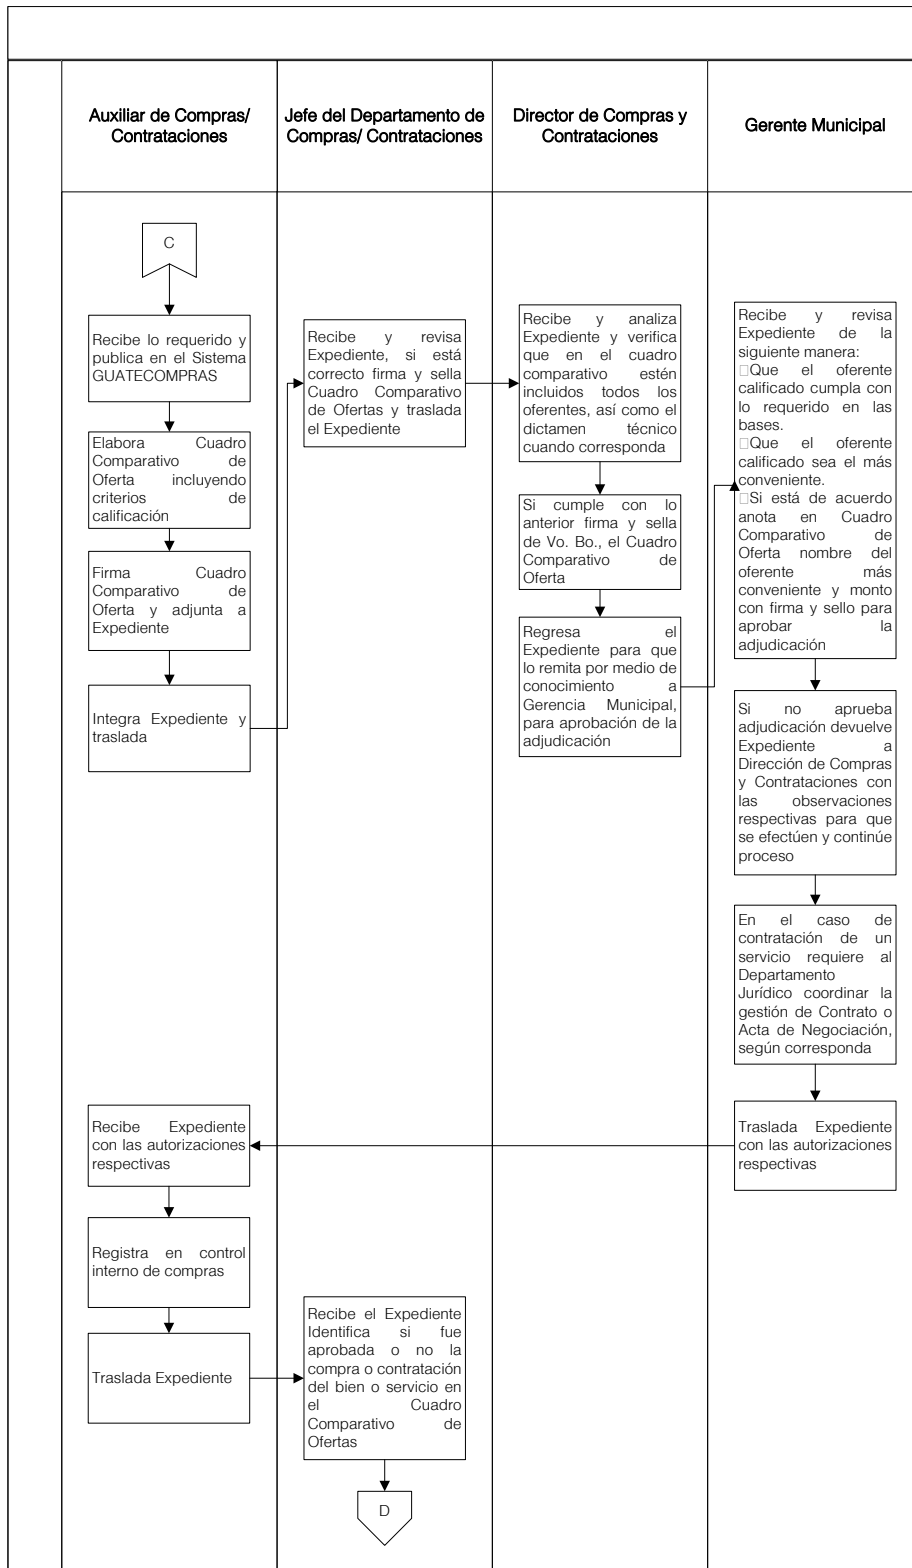 Auxiliar de Compras/
Contrataciones
Jefe del Departamento de
Compras/ Contrataciones
Director de Compras y
Contrataciones
Gerente Municipal
C
Recibe lo requerido y
publica en el Sistema
GUATECOMPRAS
Elabora Cuadro
Comparativo de
Oferta incluyendo
criterios de
calificación
Firma Cuadro
Comparativo de
Oferta y adjunta a
Expediente
Integra Expediente y
traslada
Recibe y revisa
Expediente, si está
correcto firma y sella
Cuadro Comparativo
de Ofertas y traslada
el Expediente
Recibe y analiza
Expediente y verifica
que en el cuadro
comparativo estén
incluidos todos los
oferentes, así como el
dictamen técnico
cuando corresponda
Si cumple con lo
anterior firma y sella
de Vo. Bo., el Cuadro
Comparativo de
Oferta
Regresa el
Expediente para que
lo remita por medio de
conocimiento a
Gerencia Municipal,
para aprobación de la
adjudicación
Recibe y revisa
Expediente de la
siguiente manera:
□Que el oferente
calificado cumpla con
lo requerido en las
bases.
□Que el oferente
calificado sea el más
conveniente.
□Si está de acuerdo
anota en Cuadro
Comparativo de
Oferta nombre del
oferente más
conveniente y monto
con firma y sello para
aprobar la
adjudicación
Si no aprueba
adjudicación devuelve
Expediente a
Dirección de Compras
y Contrataciones con
las observaciones
respectivas para que
se efectúen y continúe
proceso
En el caso de
contratación de un
servicio requiere al
Departamento
Jurídico coordinar la
gestión de Contrato o
Acta de Negociación,
según corresponda
Traslada Expediente
con las autorizaciones
respectivas
Recibe Expediente
con las autorizaciones
respectivas
Registra en control
interno de compras
Traslada Expediente
Recibe el Expediente
Identifica si fue
aprobada o no la
compra o contratación
del bien o servicio en
el Cuadro
Comparativo de
Ofertas
D